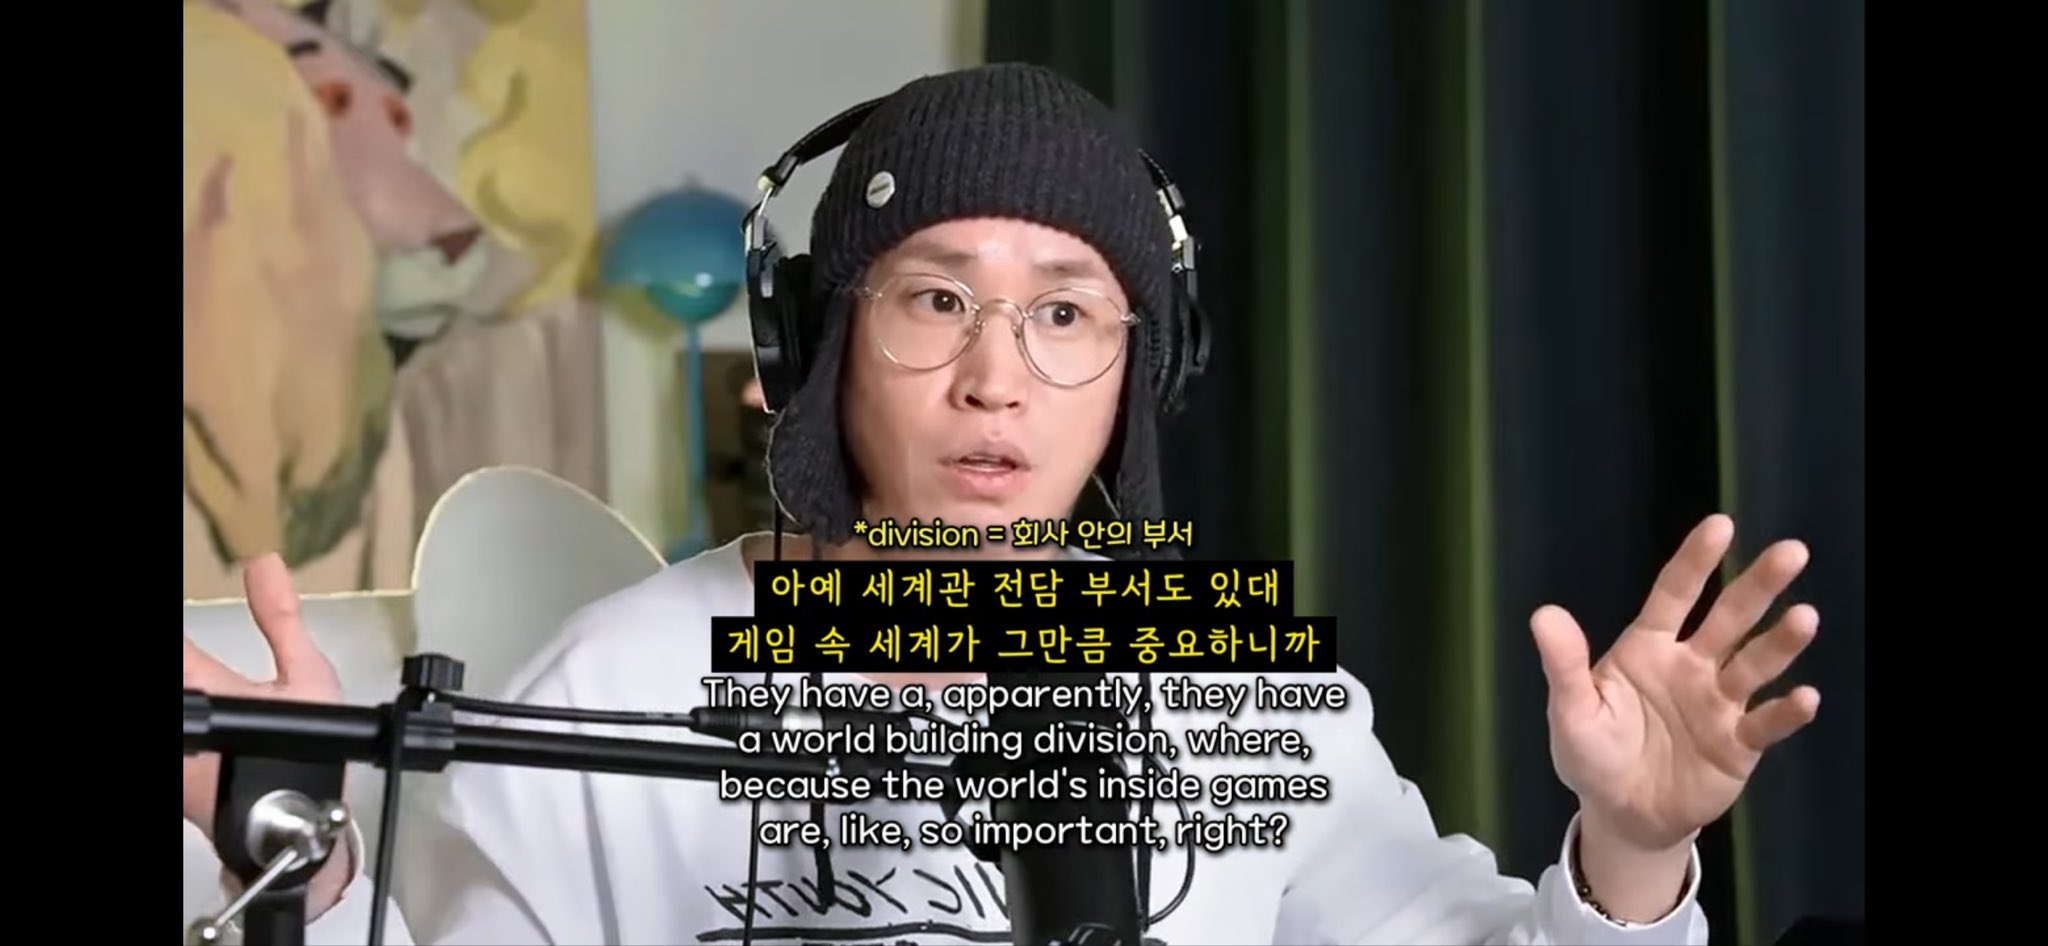 *division = 회사 안의 부서
아예 세계관 전담 부서도 있대
게임 속 세계가 그만큼 중요하니까
They have a, apparently, they have
a world building division, where,
because the world's inside games
are, like, so important, right?